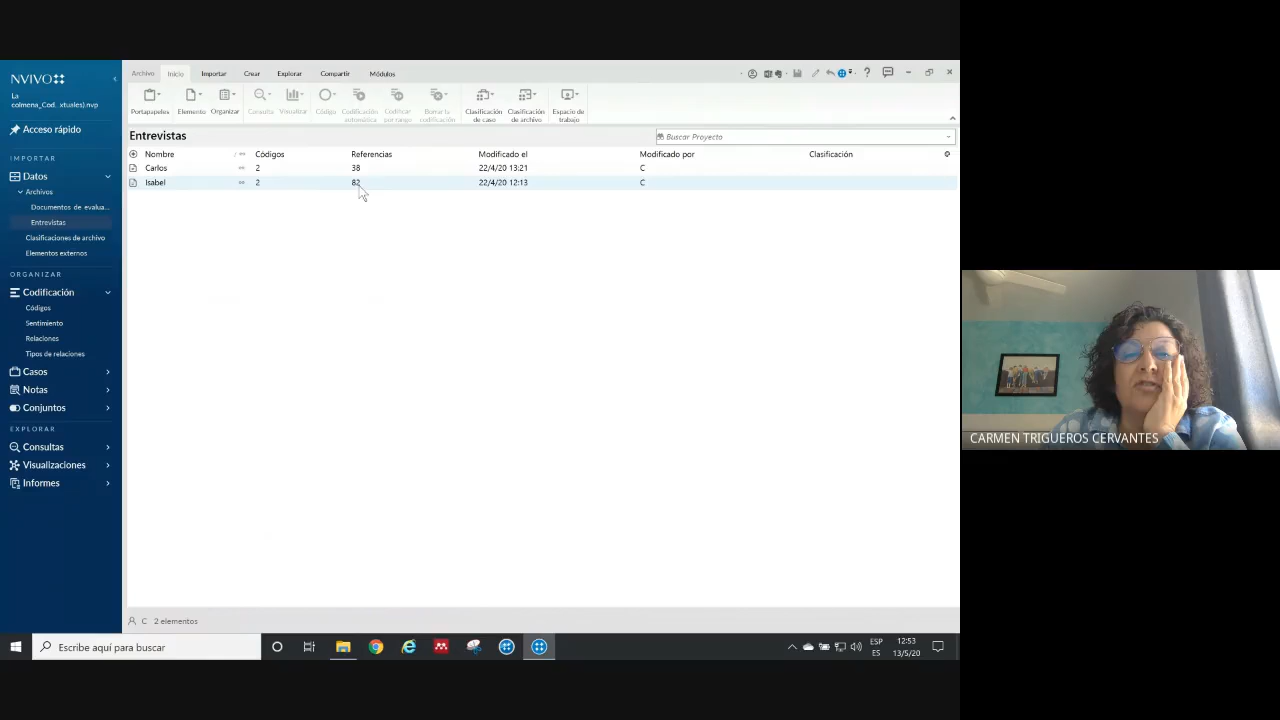 NVIVO
La
colmena_Cod._xtuales).nvp
Acceso rápido
IMPORTAR
Datos
Archivos
Documentos de evalua...
Entrevistas
Clasificaciones de archivo
Elementos externos
ORGANIZAR
Codificación
Códigos
Sentimiento
Relaciones
Tipos de relaciones
Casos
Notas
Conjuntos
EXPLORAR
Consultas
Visualizaciones
Informes
Archivo Inicio Importar Crear Explorar Compartir Módulos
Portapapeles Elemento Organizar Consulta Visualizar Código Codificación automática Codificar por rango Borrar la codificación Clasificación de caso Clasificación de archivo Espacio de trabajo
Entrevistas
Buscar Proyecto
Nombre Códigos Referencias Modificado el Modificado por Clasificación
Carlos 2 38 22/4/20 13:21 C
Isabel 2 82 22/4/20 12:13 C
C 2 elementos
Escribe aquí para buscar
ESP
ES
12:53
13/5/20
CARMEN TRIGUEROS CERVANTES